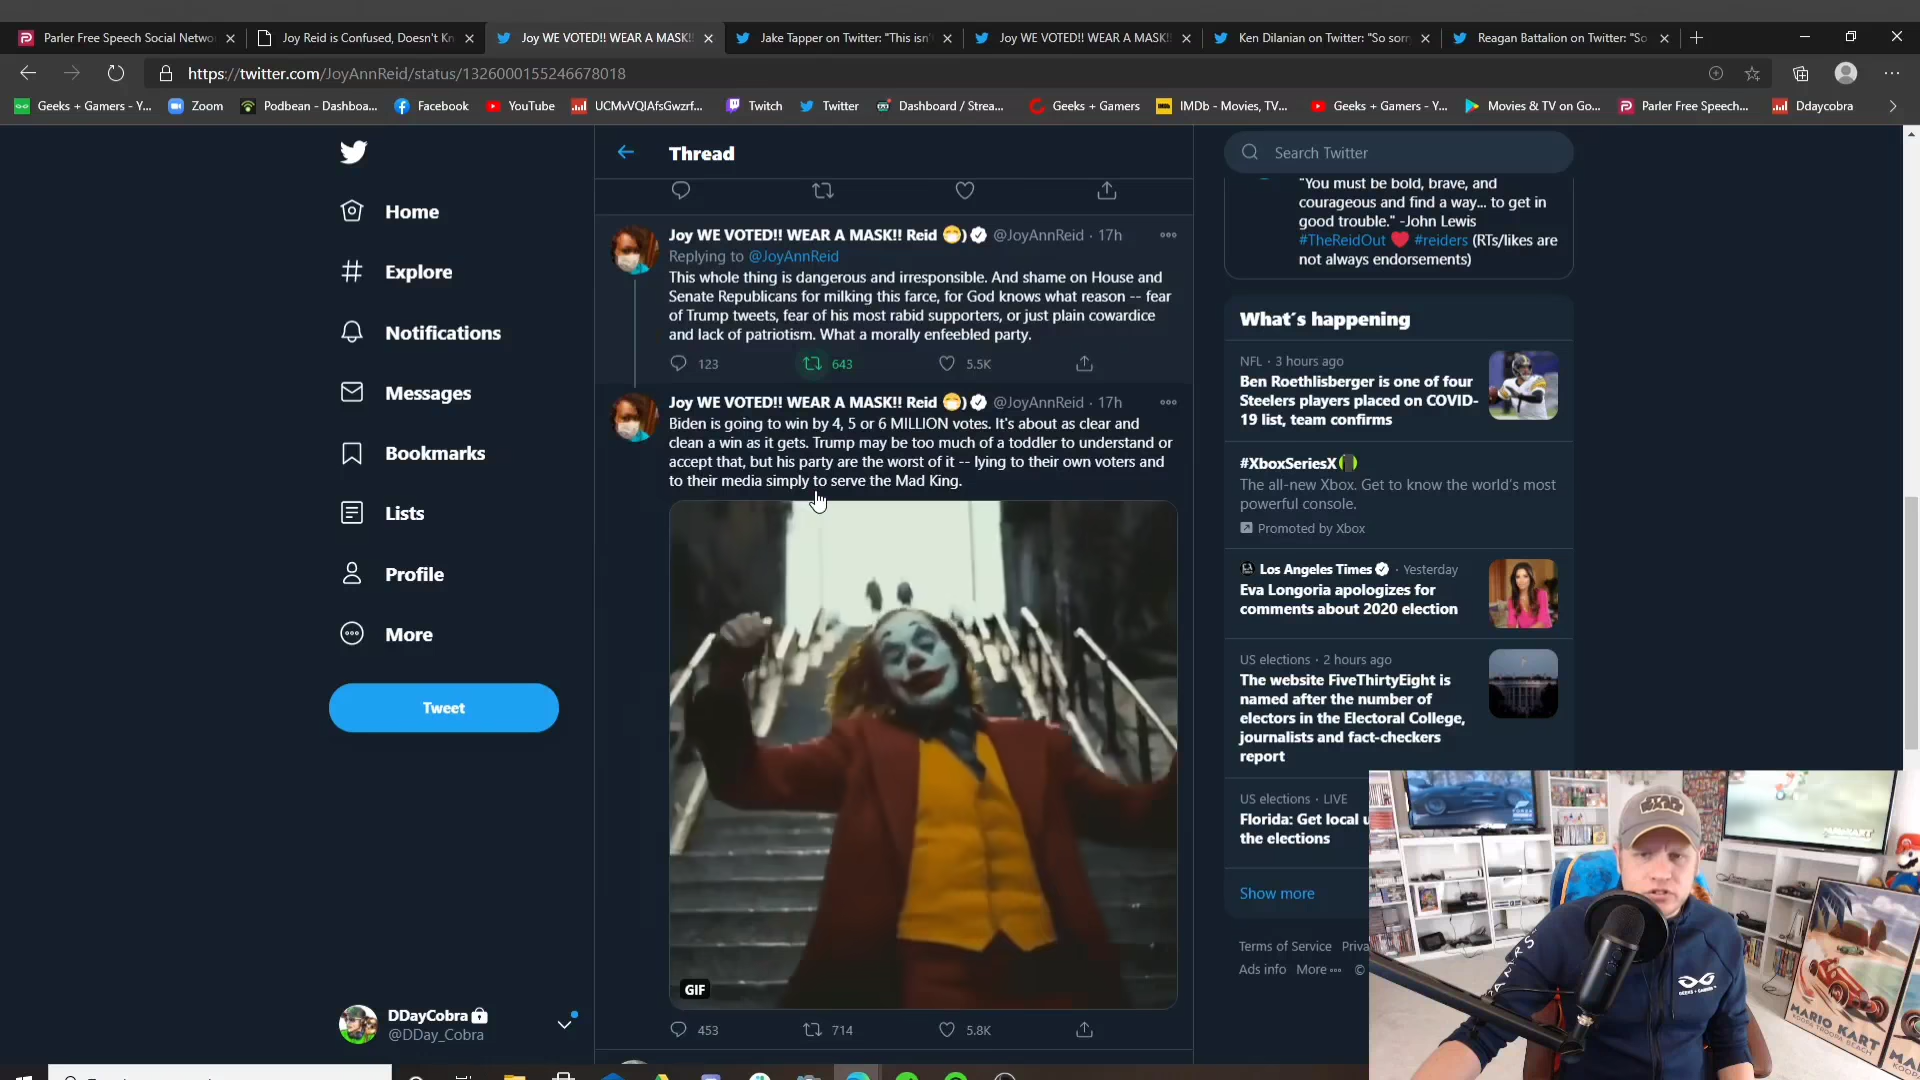 Parler Free Speech Social Netwo
Joy Reid is Confused, Doesn't Kn
Joy WE VOTED!! WEAR A MASK!!
Jake Tapper on Twitter: "This isn'
Joy WE VOTED!! WEAR A MASK!!
Ken Dilanian on Twitter: "So sorr
Reagan Battalion on Twitter: "So
https://twitter.com/JoyAnnReid/status/1326000155246678018
Geeks + Gamers - Y...
Zoom
Podbean - Dashboa...
Facebook
YouTube
UCMvVQIAfsGwzrf...
Twitch
Twitter
Dashboard / Strea...
Geeks + Gamers
IMDb - Movies, TV...
Geeks + Gamers - Y...
Movies & TV on Go...
Parler Free Speech...
Ddaycobra
Home
Explore
Notifications
Messages
Bookmarks
Lists
Profile
More
Tweet
DDayCobra
@DDay_Cobra
Thread
Joy WE VOTED!! WEAR A MASK!! Reid 😷) @JoyAnnReid · 17h
Replying to @JoyAnnReid
This whole thing is dangerous and irresponsible. And shame on House and
Senate Republicans for milking this farce, for God knows what reason -- fear
of Trump tweets, fear of his most rabid supporters, or just plain cowardice
and lack of patriotism. What a morally enfeebled party.
123 643 5.5K
Joy WE VOTED!! WEAR A MASK!! Reid 😷) @JoyAnnReid · 17h
Biden is going to win by 4, 5 or 6 MILLION votes. It's about as clear and
clean a win as it gets. Trump may be too much of a toddler to understand or
accept that, but his party are the worst of it -- lying to their own voters and
to their media simply to serve the Mad King.
GIF
453 714 5.8K
Search Twitter
"You must be bold, brave, and
courageous and find a way... to get in
good trouble." -John Lewis
#TheReidOut ❤️ #reiders (RTs/likes are
not always endorsements)
What's happening
NFL · 3 hours ago
Ben Roethlisberger is one of four
Steelers players placed on COVID-
19 list, team confirms
#XboxSeriesX
The all-new Xbox. Get to know the world's most
powerful console.
Promoted by Xbox
Los Angeles Times · Yesterday
Eva Longoria apologizes for
comments about 2020 election
US elections · 2 hours ago
The website FiveThirtyEight is
named after the number of
electors in the Electoral College,
journalists and fact-checkers
report
US elections · LIVE
Florida: Get local u
the elections
Show more
Terms of Service Priva
Ads info More ··· ©
GEEKS + GAMERS
MARIO KART
KOOPA TROOPA BEACH